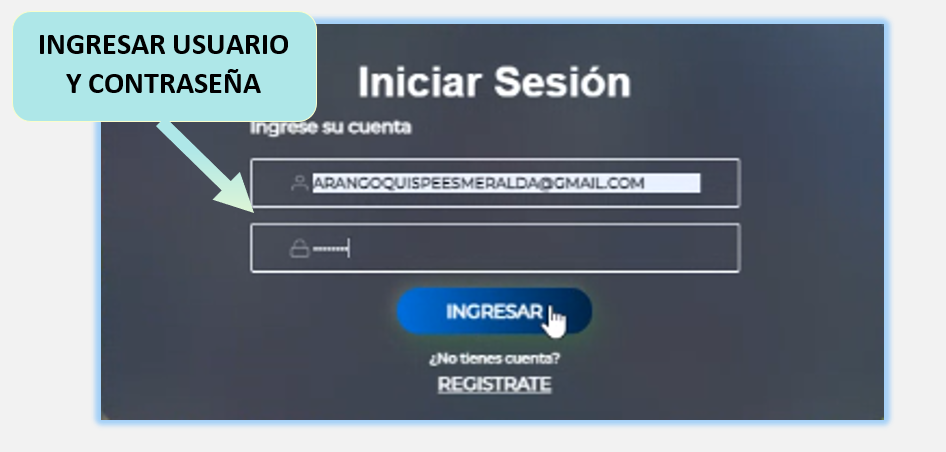 INGRESAR USUARIO
Y CONTRASEÑA
Iniciar Sesión
Ingrese su cuenta
ARANGOQUISPEESMERALDA@GMAIL.COM
INGRESAR
¿No tienes cuenta?
REGISTRATE